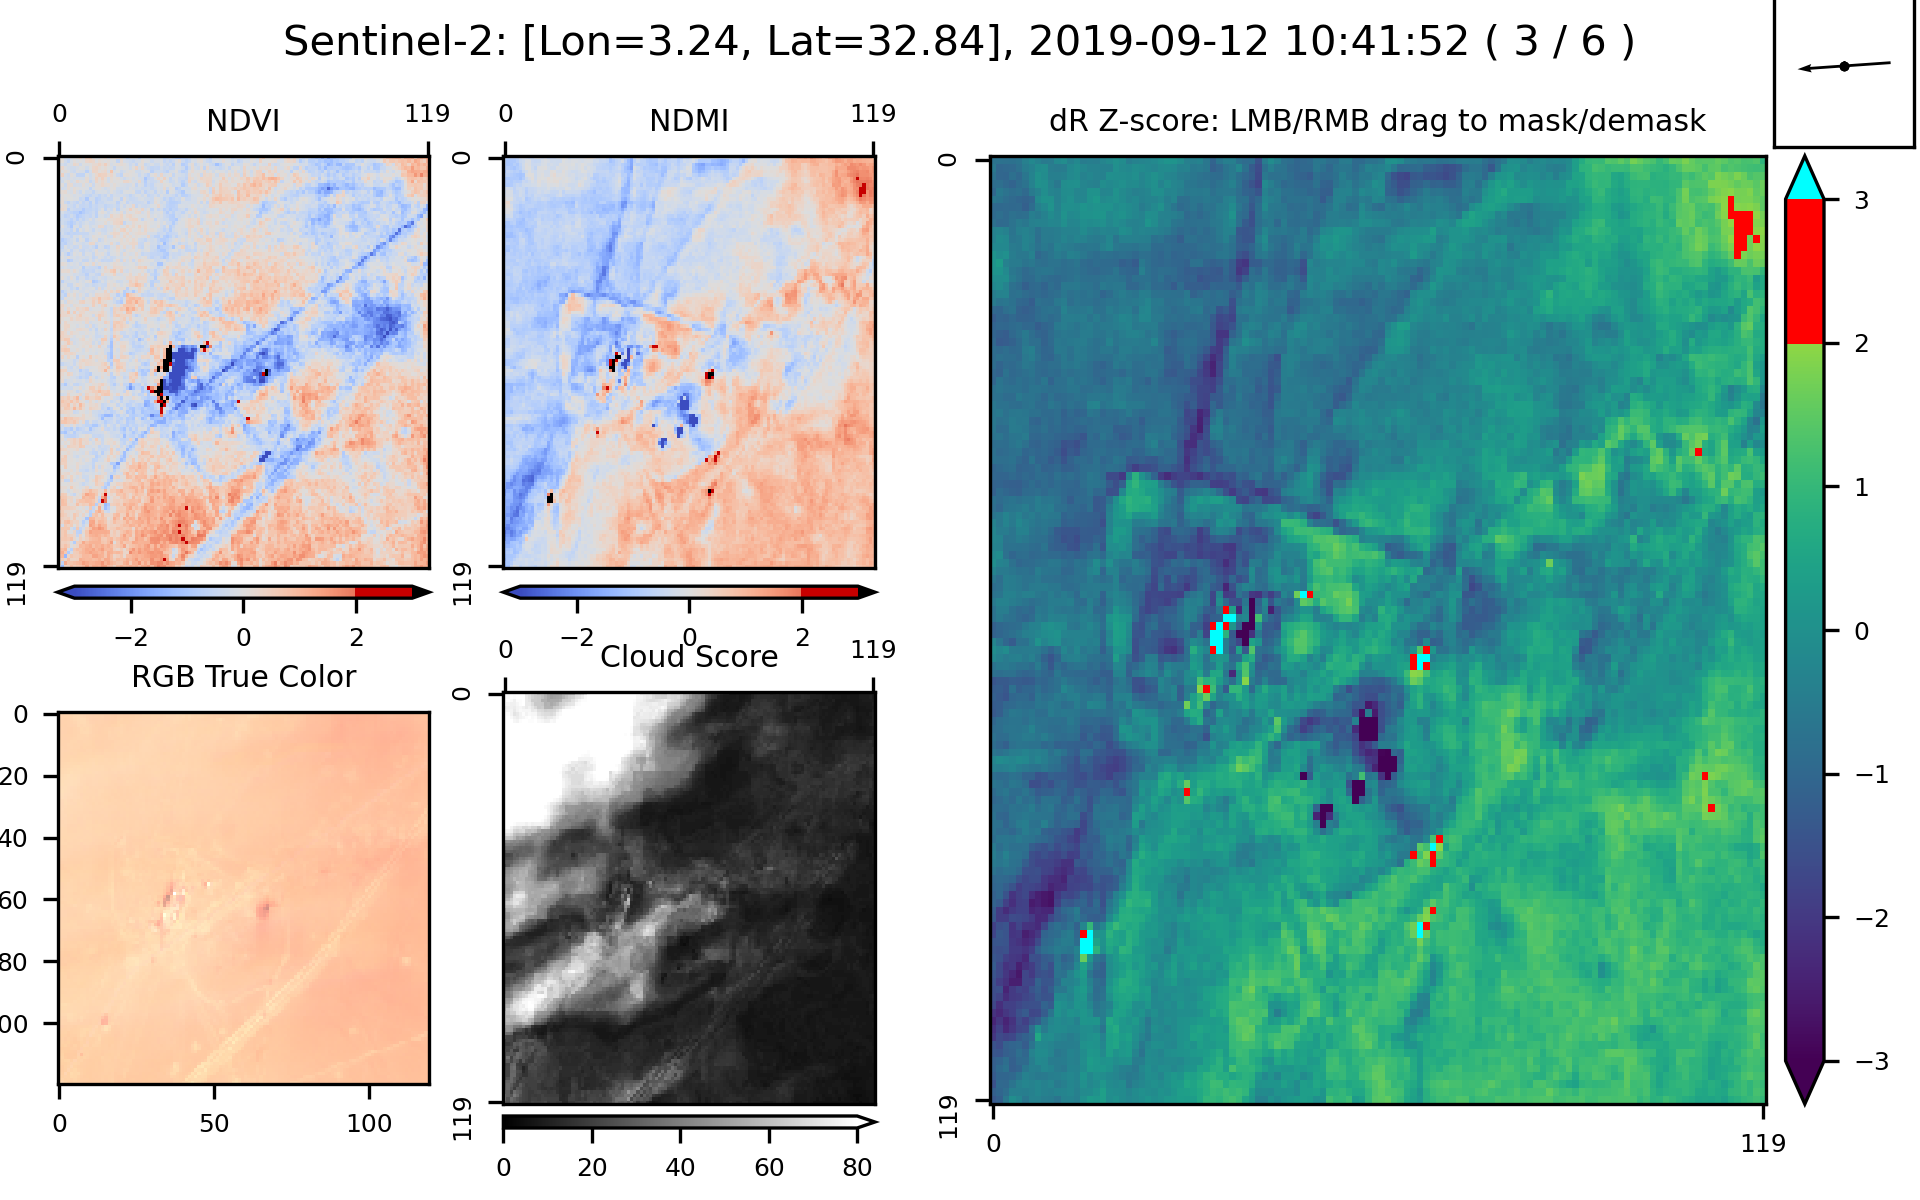 Sentinel-2: [Lon=3.24, Lat=32.84], 2019-09-12 10:41:52 ( 3 / 6 )
0 NDVI 119
0 NDMI 119
dR Z-score: LMB/RMB drag to mask/demask
0
0
0
3
2
1
0
−1
−2
−3
119
119
−2 0 2
−2 0 2
RGB True Color
0 Cloud Score 119
0
20
40
60
80
00
0
119
119
0 50 100
0 20 40 60 80
0 119